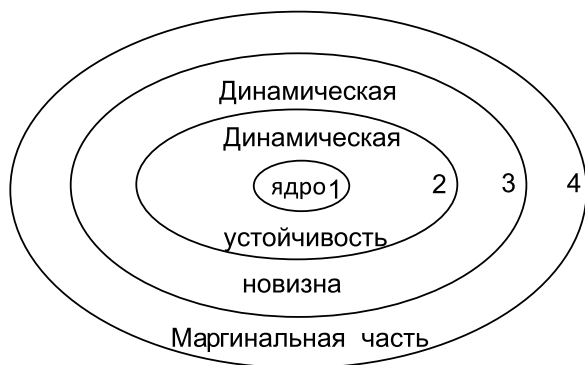 Динамическая
Динамическая
ядро 1 2 3 4
устойчивость
новизна
Маргинальная часть